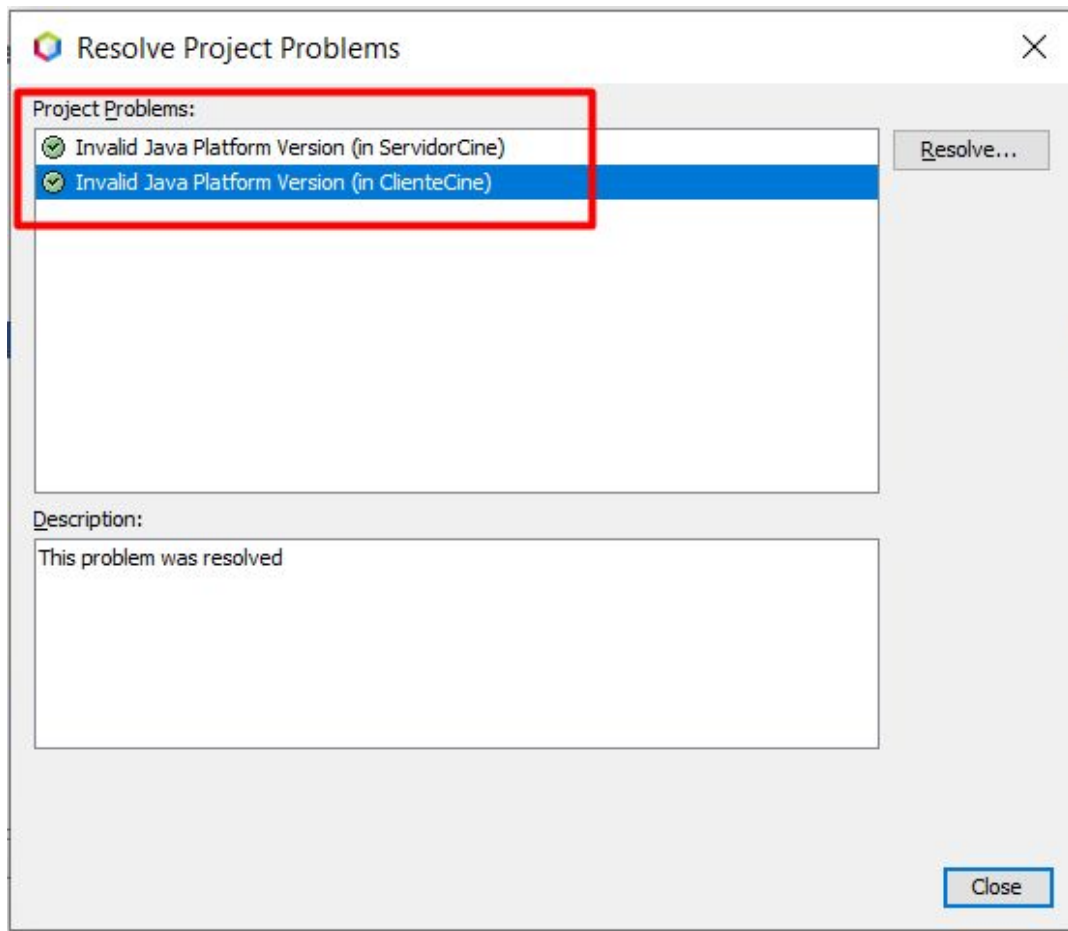 Resolve Project Problems
Project Problems:
Invalid Java Platform Version (in ServidorCine)
Resolve...
Invalid Java Platform Version (in ClienteCine)
Description:
This problem was resolved
Close